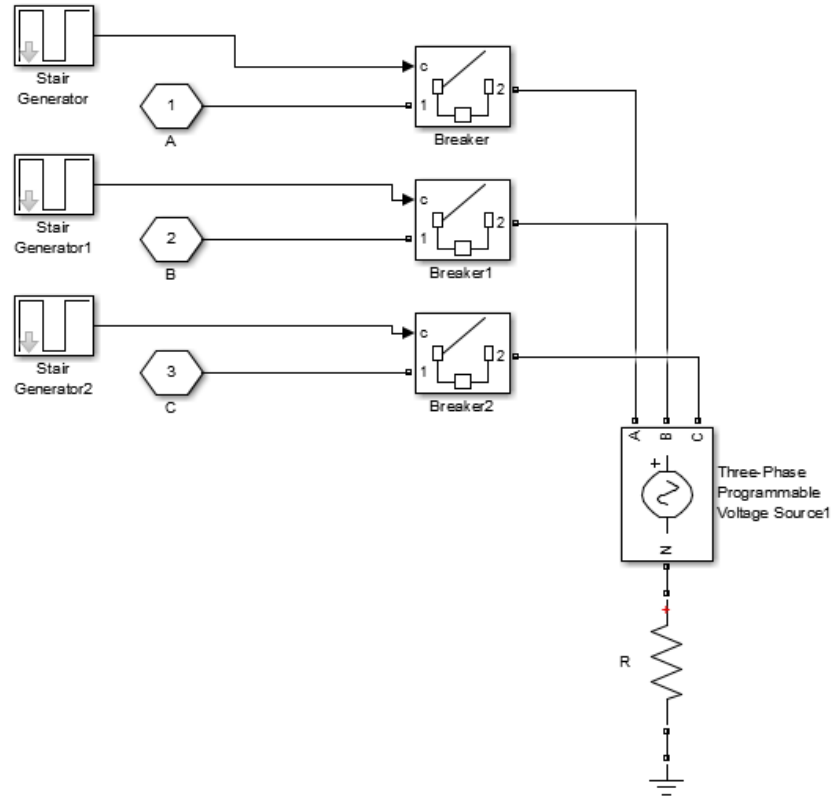 Stair
Generator
1
A
c
1
2
Breaker
Stair
Generator1
2
B
c
1
2
Breaker1
Stair
Generator2
3
C
c
1
2
Breaker2
A
B
C
+
N
Three-Phase
Programmable
Voltage Source1
+
R